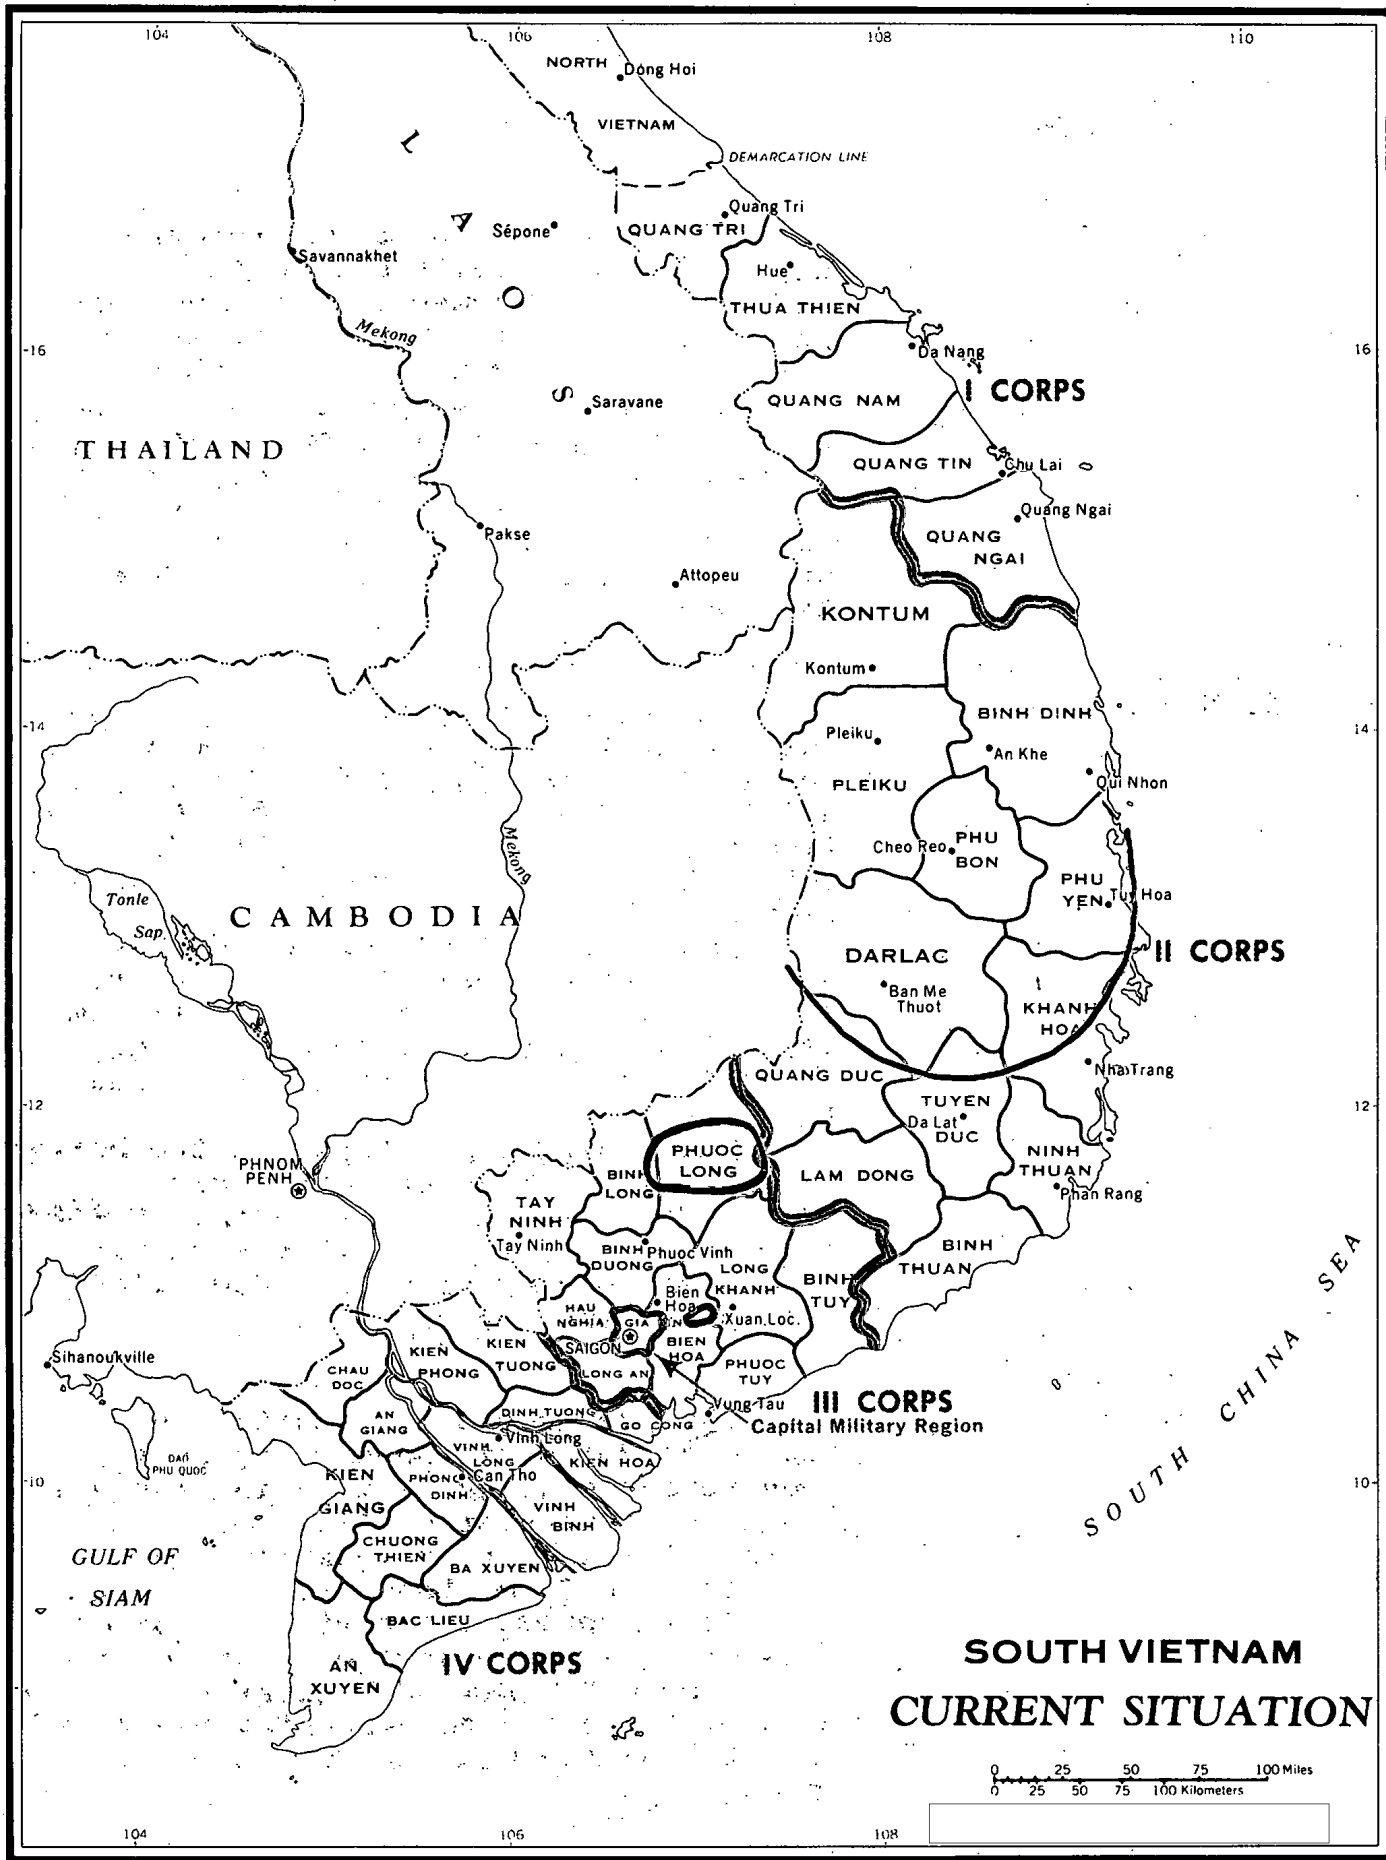 104
106
108
110
NORTH
Dong Hoi
VIETNAM
DEMARCATION LINE
L
A
O
S
Sépone
Quang Tri
QUANG TRI
Savannakhet
Hue
THUA THIEN
Mekong
16
Da Nang
16
I CORPS
QUANG NAM
Saravane
THAILAND
QUANG TIN
Chu Lai
Quang Ngai
Pakse
QUANG
NGAI
Attopeu
KONTUM
Kontum
BINH DINH
14
14
Pleiku
An Khe
Qui Nhon
PLEIKU
Mekong
Cheo Reo
PHU
BON
PHU
YEN
Tuy Hoa
Tonle
Sap
CAMBODIA
DARLAC
II CORPS
Ban Me
Thuot
KHANH
HOA
Nha Trang
QUANG DUC
12
12
TUYEN
DUC
Da Lat
PHUOC
LONG
NINH
THUAN
PHNOM
PENH
BINH
LONG
LAM DONG
Phan Rang
TAY
NINH
Tay Ninh
BINH
DUONG
Phuoc Vinh
LONG
KHANH
BINH
THUAN
BINH
TUY
Bien
Hoa
HAU
NGHIA
GIA
Xuan Loc
SAIGON
BIEN
HOA
KIEN
PHONG
KIEN
TUONG
PHUOC
TUY
Sihanoukville
CHAU
DOC
LONG AN
III CORPS
Vung Tau
Capital Military Region
AN
GIANG
DINH TUONG
GO CONG
VINH
LONG
Vinh Long
KIEN HOA
DAO
PHU QUOC
10
10
KIEN
GIANG
PHONG
DINH
Can Tho
VINH
BINH
CHUONG
THIEN
BA XUYEN
GULF OF
SIAM
BAC LIEU
AN
XUYEN
IV CORPS
SOUTH CHINA SEA
SOUTH VIETNAM
CURRENT SITUATION
0 25 50 75 100 Miles
0 25 50 75 100 Kilometers
104
106
108